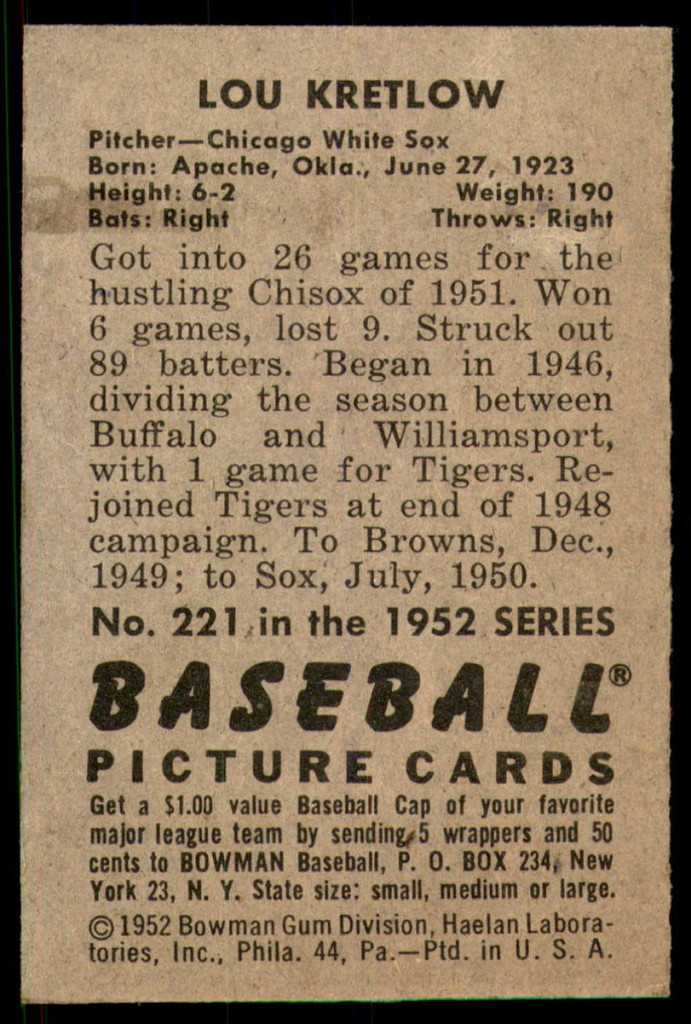 LOU KRETLOW
Pitcher—Chicago White Sox
Born: Apache, Okla., June 27, 1923
Height: 6-2 Weight: 190
Bats: Right Throws: Right
Got into 26 games for the
hustling Chisox of 1951. Won
6 games, lost 9. Struck out
89 batters. Began in 1946,
dividing the season between
Buffalo and Williamsport,
with 1 game for Tigers. Re-
joined Tigers at end of 1948
campaign. To Browns, Dec.,
1949; to Sox, July, 1950.
No. 221 in the 1952 SERIES
BASEBALL®
PICTURE CARDS
Get a $1.00 value Baseball Cap of your favorite
major league team by sending 5 wrappers and 50
cents to BOWMAN Baseball, P. O. BOX 234, New
York 23, N. Y. State size: small, medium or large.
©1952 Bowman Gum Division, Haelan Labora-
tories, Inc., Phila. 44, Pa.—Ptd. in U. S. A.